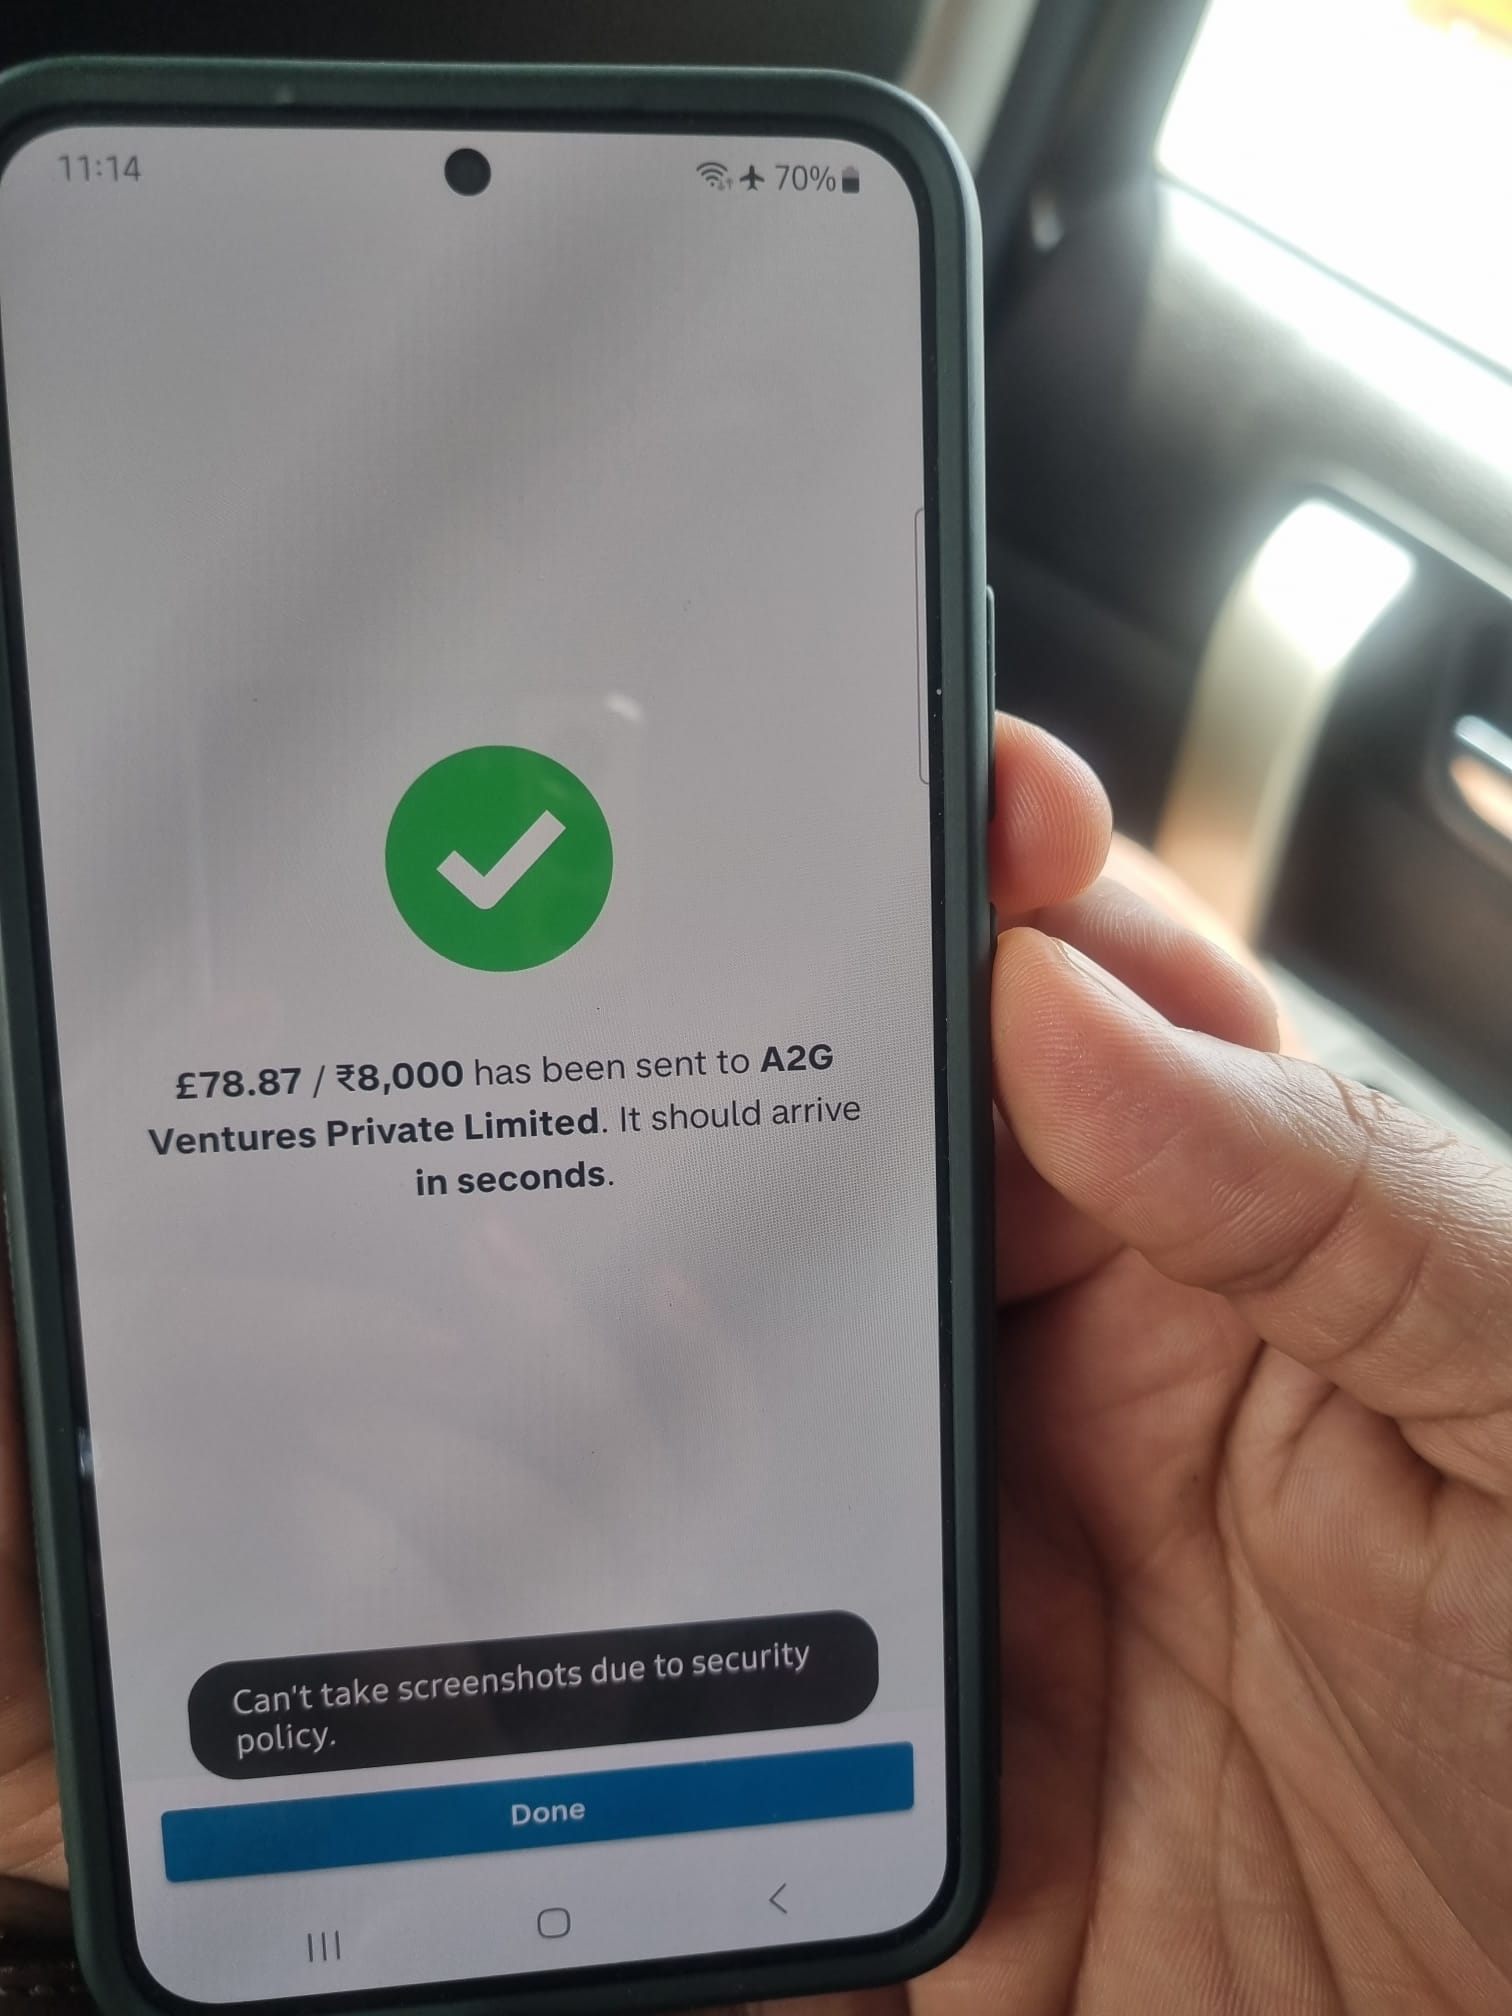 11:14
70%
£78.87 / ₹8,000 has been sent to A2G
Ventures Private Limited. It should arrive
in seconds.
Can't take screenshots due to security
policy.
Done